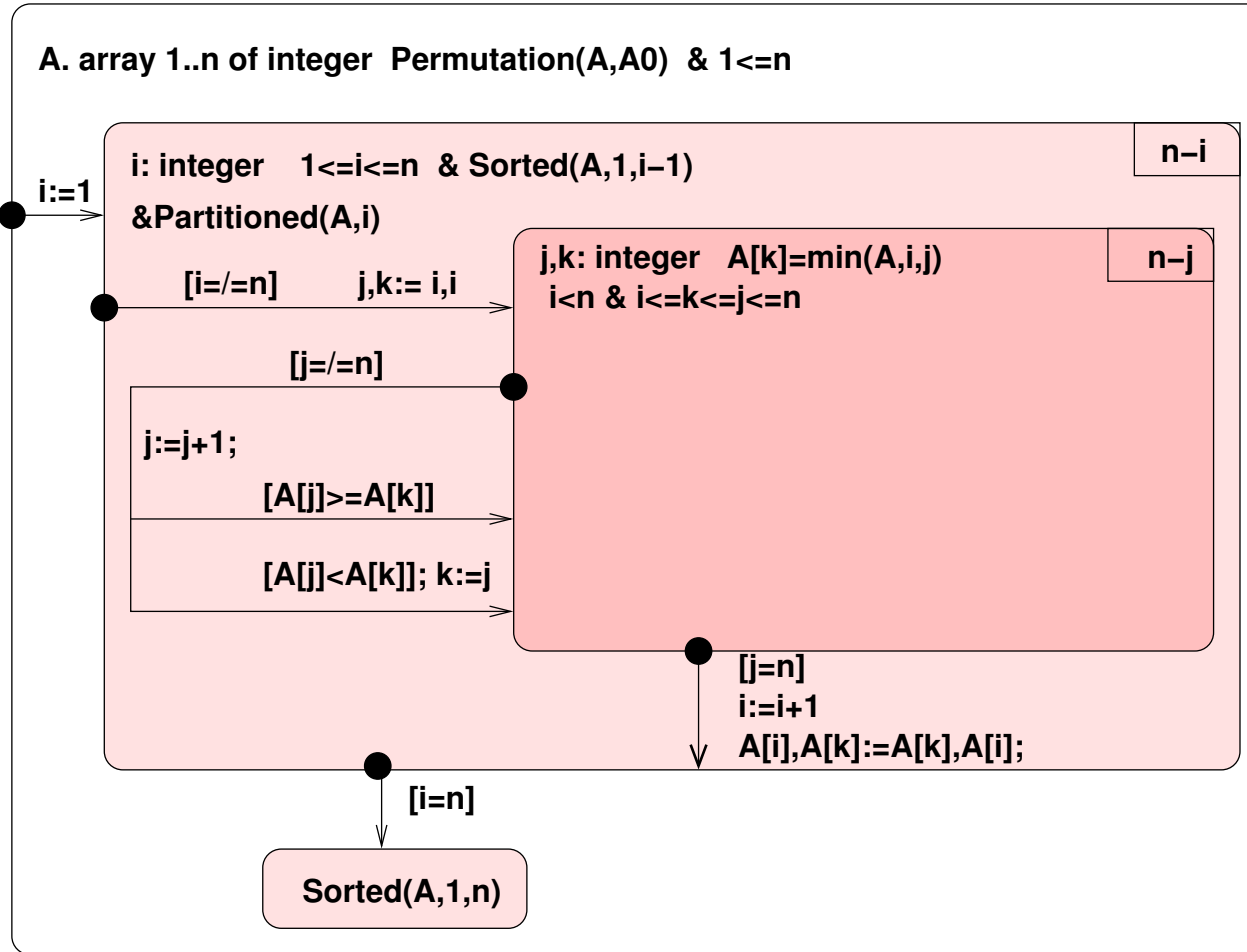 A. array 1..n of integer Permutation(A,A0) & 1<=n
n−i
i: integer 1<=i<=n & Sorted(A,1,i−1)
&Partitioned(A,i)
i:=1
j,k: integer A[k]=min(A,i,j)
n−j
i<n & i<=k<=j<=n
[i=/=n] j,k:= i,i
[j=/=n]
j:=j+1;
[A[j]>=A[k]]
[A[j]<A[k]]; k:=j
[j=n]
i:=i+1
A[i],A[k]:=A[k],A[i];
[i=n]
Sorted(A,1,n)